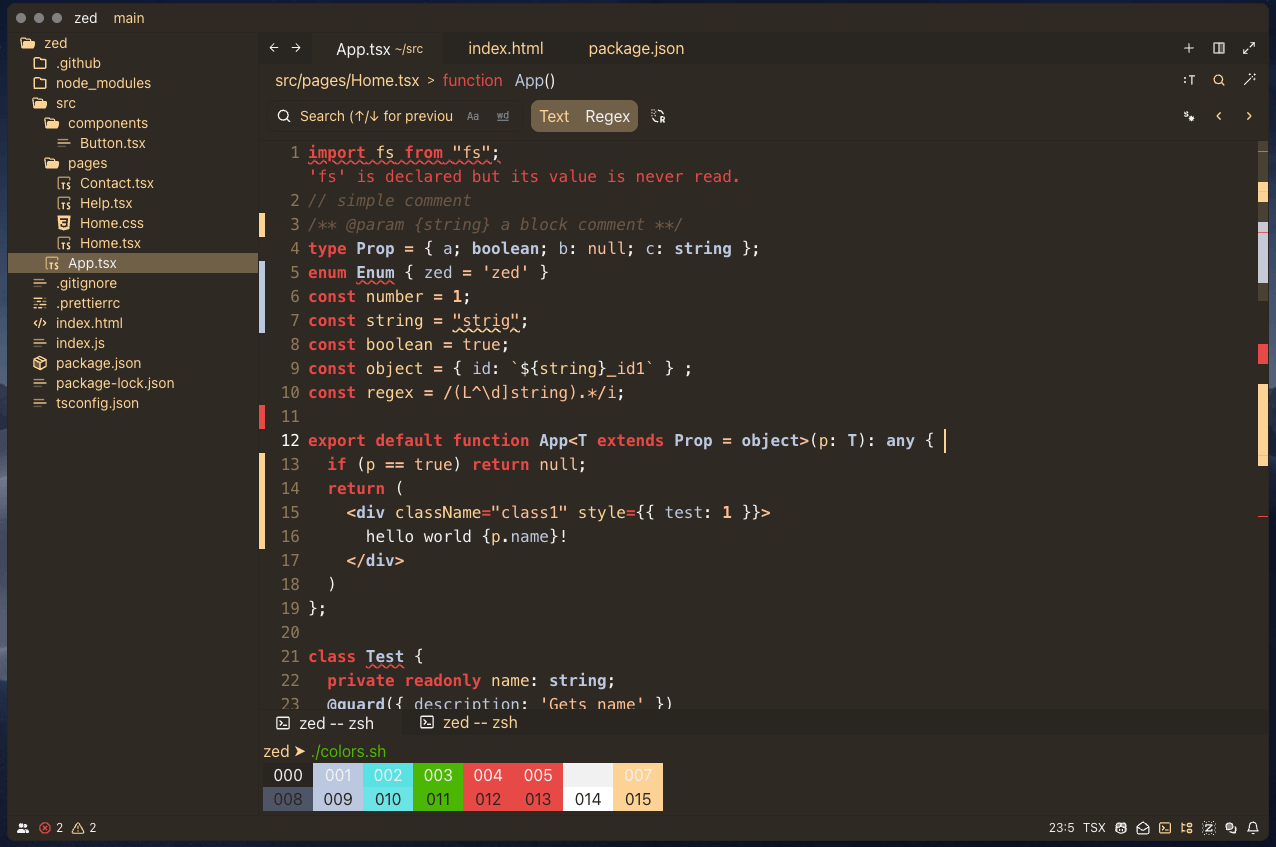 zed main
zed
.github
node_modules
src
components
Button.tsx
pages
Contact.tsx
Help.tsx
Home.css
Home.tsx
App.tsx
.gitignore
.prettierrc
index.html
index.js
package.json
package-lock.json
tsconfig.json
App.tsx ~/src index.html package.json
src/pages/Home.tsx > function App()
:T
Search (↑/↓ for previou Aa wd Text Regex
1 import fs from "fs";
'fs' is declared but its value is never read.
2 // simple comment
3 /** @param {string} a block comment **/
4 type Prop = { a; boolean; b: null; c: string };
5 enum Enum { zed = 'zed' }
6 const number = 1;
7 const string = "strig";
8 const boolean = true;
9 const object = { id: `${string}_id1` } ;
10 const regex = /(L^\d]string).*/i;
11
12 export default function App<T extends Prop = object>(p: T): any {
13 if (p == true) return null;
14 return (
15 <div className="class1" style={{ test: 1 }}>
16 hello world {p.name}!
17 </div>
18 )
19 };
20
21 class Test {
22 private readonly name: string;
23 @guard({ description: 'Gets name' })
zed -- zsh zed -- zsh
zed ➤ ./colors.sh
000 001 002 003 004 005 007
008 009 010 011 012 013 014 015
2 2 23:5 TSX